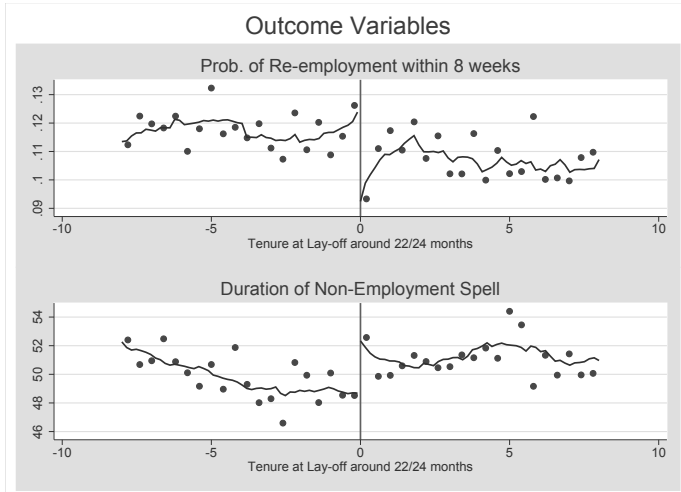 Outcome Variables
Prob. of Re-employment within 8 weeks
.13
.12
.11
.1
.09
-10 -5 0 5 10
Tenure at Lay-off around 22/24 months
Duration of Non-Employment Spell
54
52
50
48
46
-10 -5 0 5 10
Tenure at Lay-off around 22/24 months